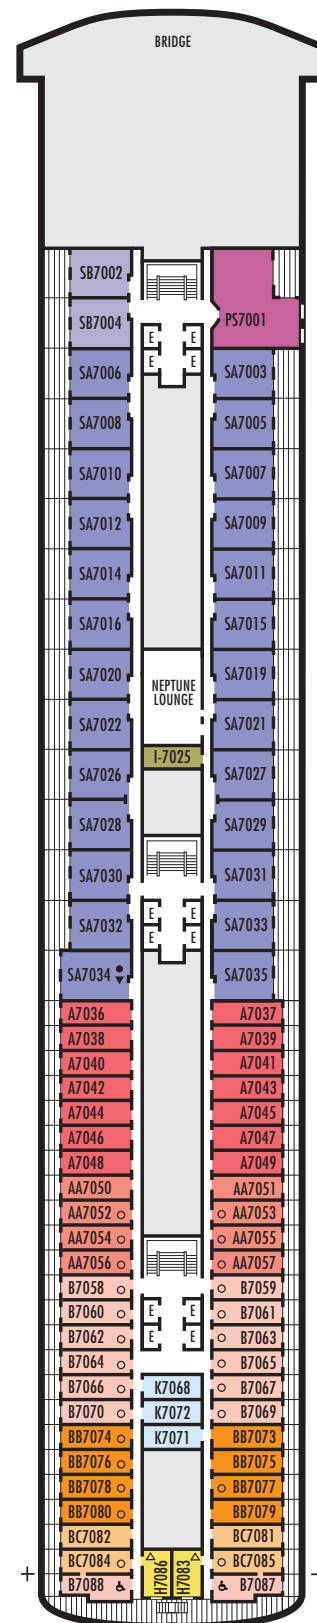 BRIDGE
SB7002
SB7004
PS7001
E E
E E
SA7006 SA7003
SA7008 SA7005
SA7010 SA7007
SA7012 SA7009
SA7014 SA7011
SA7016 SA7015
SA7020 SA7019
NEPTUNE
LOUNGE
SA7022 SA7021
I-7025
SA7026 SA7027
SA7028 SA7029
SA7030 SA7031
SA7032 SA7033
E E
E E
SA7034 SA7035
A7036 A7037
A7038 A7039
A7040 A7041
A7042 A7043
A7044 A7045
A7046 A7047
A7048 A7049
AA7050 AA7051
AA7052 AA7053
AA7054 AA7055
AA7056 AA7057
B7058 B7059
B7060 E E B7061
B7062 E E B7063
B7064 B7065
B7066 K7068 B7067
B7070 K7072 B7069
BB7074 K7071 BB7073
BB7076 BB7075
BB7078 BB7077
BB7080 BB7079
BC7082 BC7081
BC7084 H7086 H7083 BC7085
B7088 B7087